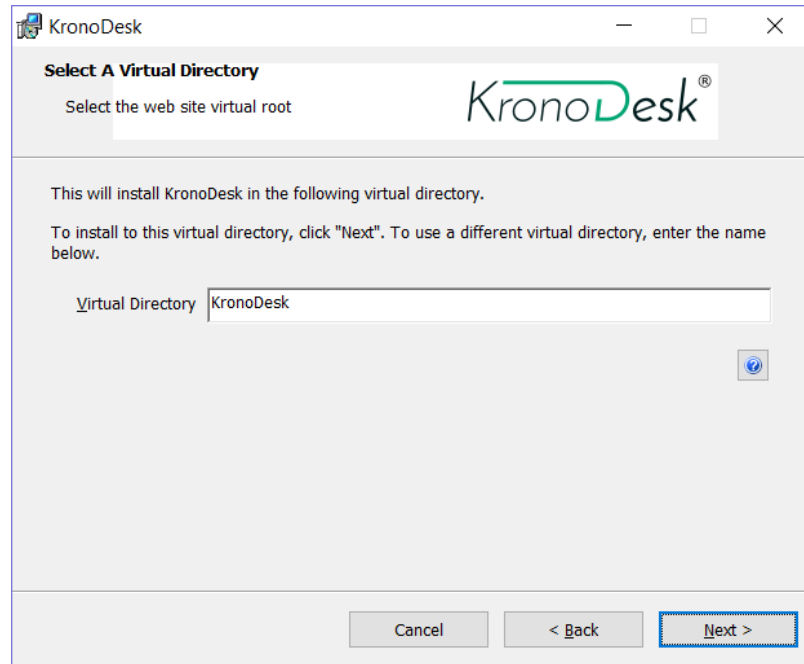 KronoDesk
Select A Virtual Directory
Select the web site virtual root
KronoDesk®
This will install KronoDesk in the following virtual directory.
To install to this virtual directory, click "Next". To use a different virtual directory, enter the name
below.
Virtual Directory KronoDesk
?
Cancel < Back Next >